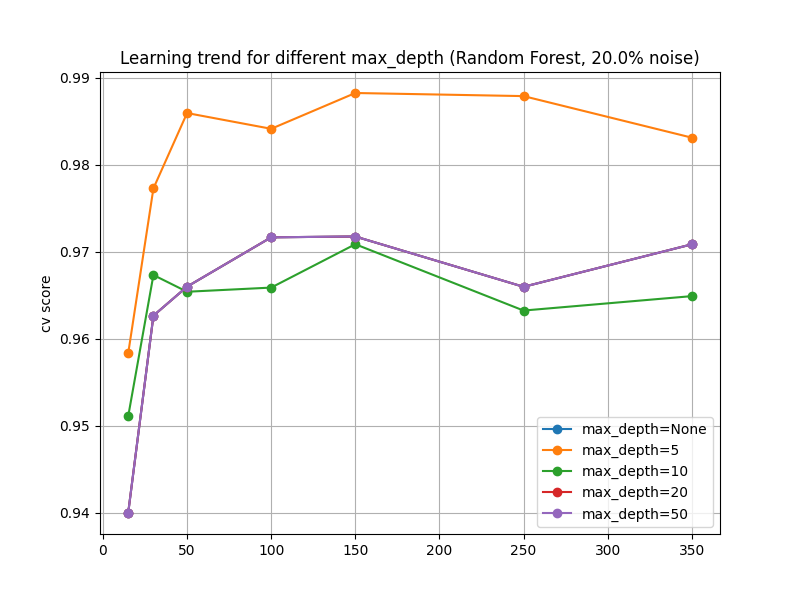 Learning trend for different max_depth (Random Forest, 20.0% noise)
0.99
0.98
0.97
0.96
0.95
0.94
cv score
0
50
100
150
200
250
300
350
max_depth=None
max_depth=5
max_depth=10
max_depth=20
max_depth=50